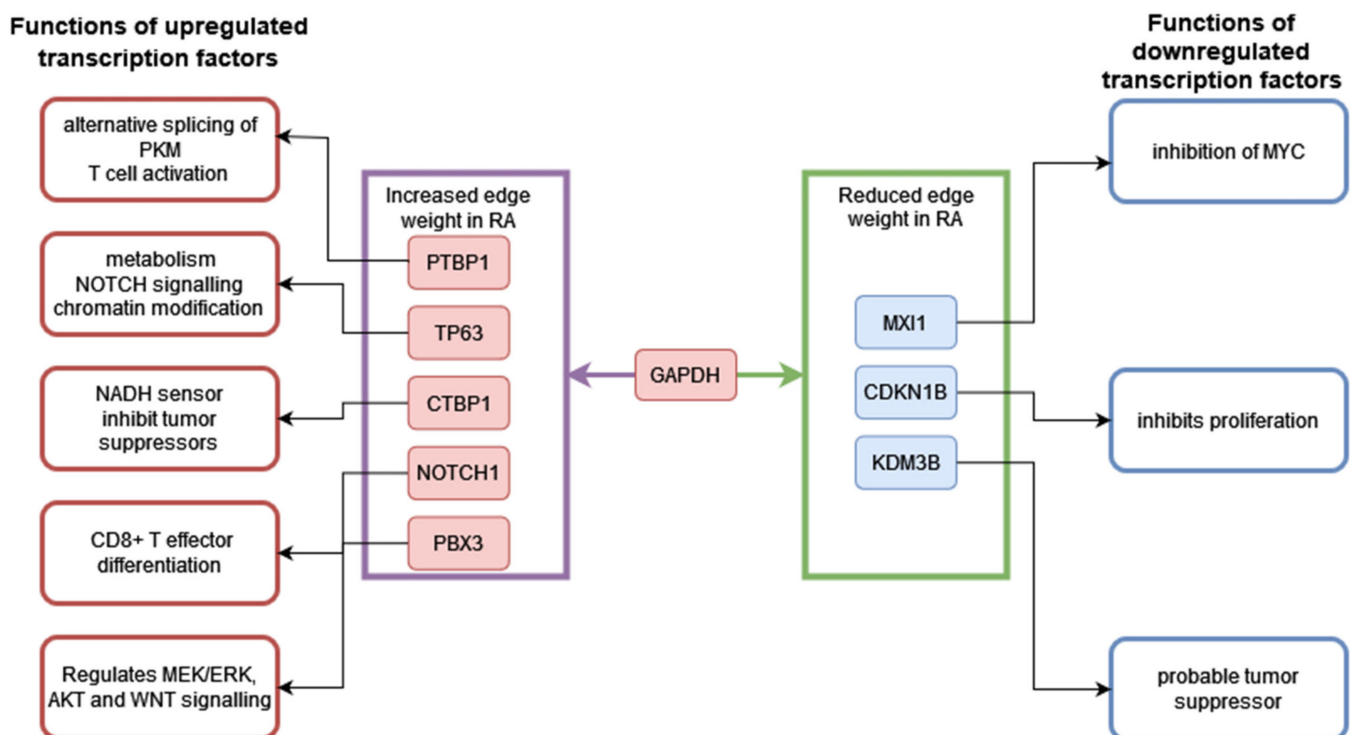 Functions of upregulated
transcription factors
alternative splicing of
PKM
T cell activation
metabolism
NOTCH signalling
chromatin modification
NADH sensor
inhibit tumor
suppressors
CD8+ T effector
differentiation
Regulates MEK/ERK,
AKT and WNT signalling
Increased edge
weight in RA
PTBP1
TP63
CTBP1
NOTCH1
PBX3
GAPDH
Reduced edge
weight in RA
MXI1
CDKN1B
KDM3B
Functions of
downregulated
transcription factors
inhibition of MYC
inhibits proliferation
probable tumor
suppressor